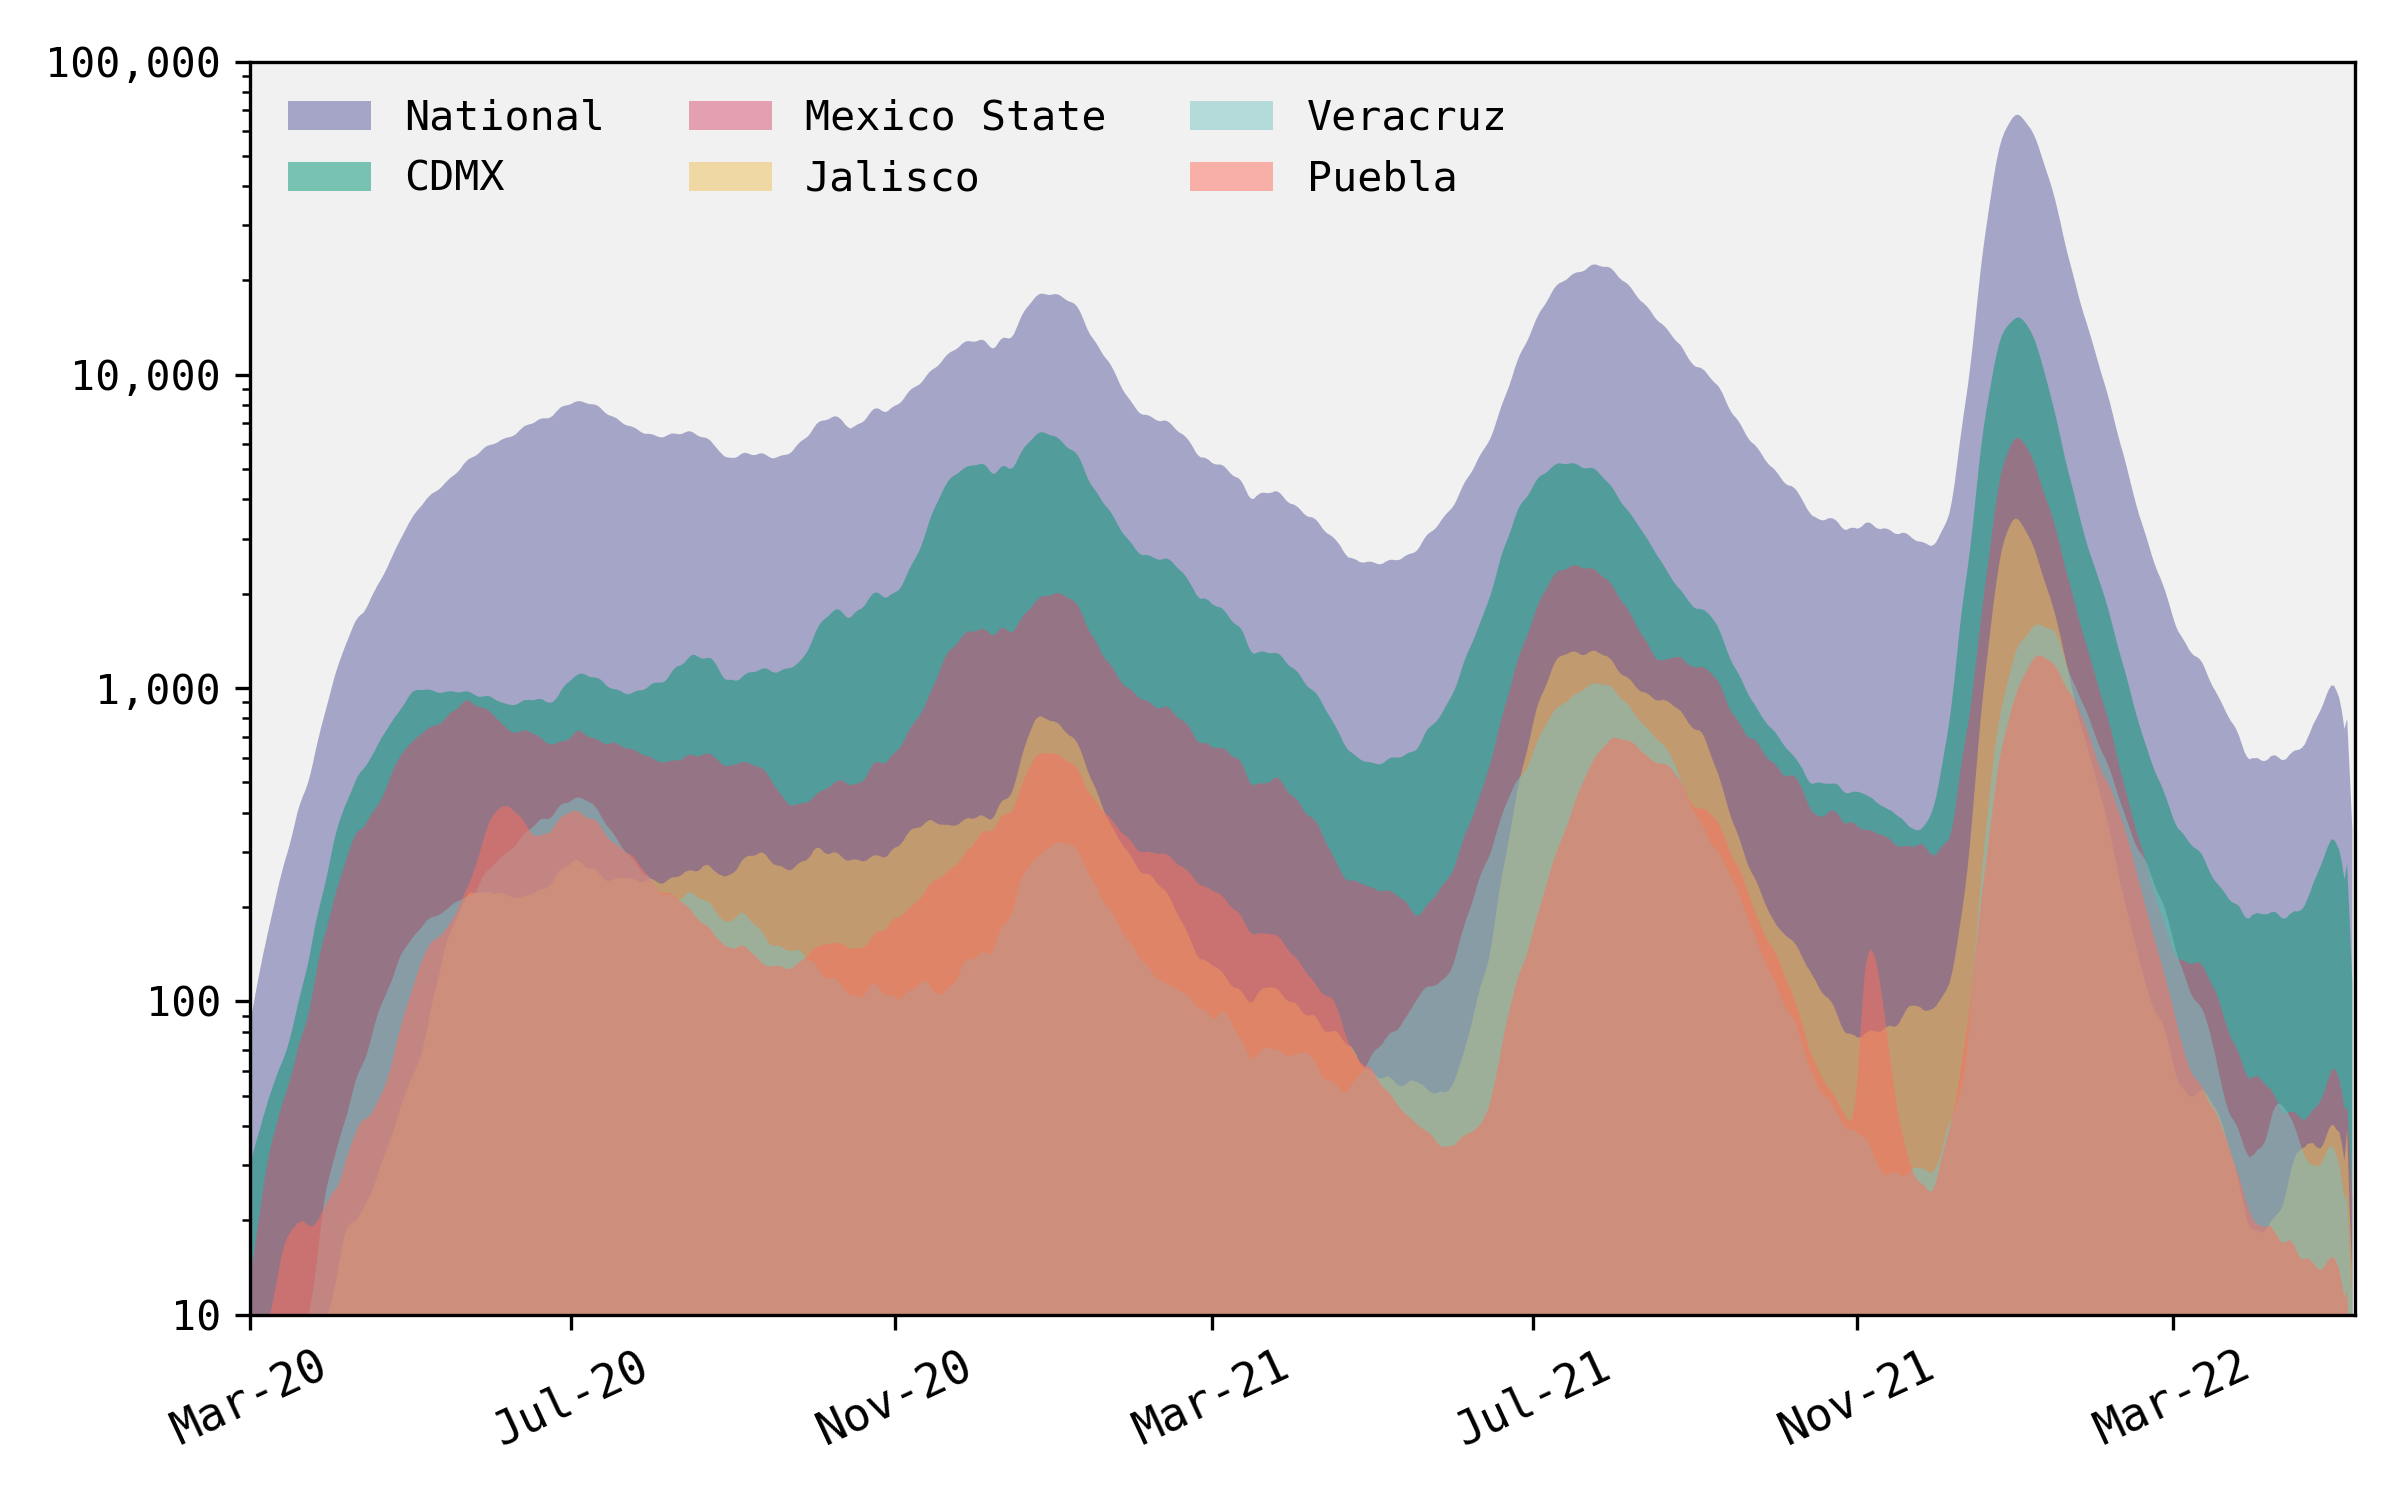 100,000
10,000
1,000
100
10
National
CDMX
Mexico State
Jalisco
Veracruz
Puebla
Mar-20
Jul-20
Nov-20
Mar-21
Jul-21
Nov-21
Mar-22